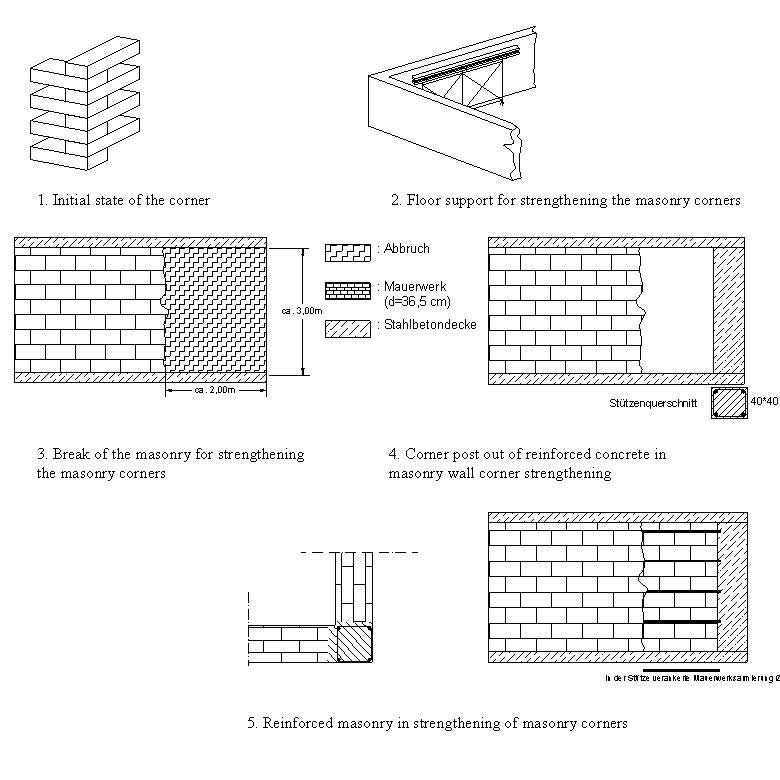 1. Initial state of the corner
2. Floor support for strengthening the masonry corners
: Abbruch
: Mauerwerk
(d=36,5 cm)
: Stahlbetondecke
ca. 3,00m
ca. 2,00m
Stützenquerschnitt
40*40
3. Break of the masonry for strengthening
the masonry corners
4. Corner post out of reinforced concrete in
masonry wall corner strengthening
In der Stütze verankerte
5. Reinforced masonry in strengthening of masonry corners